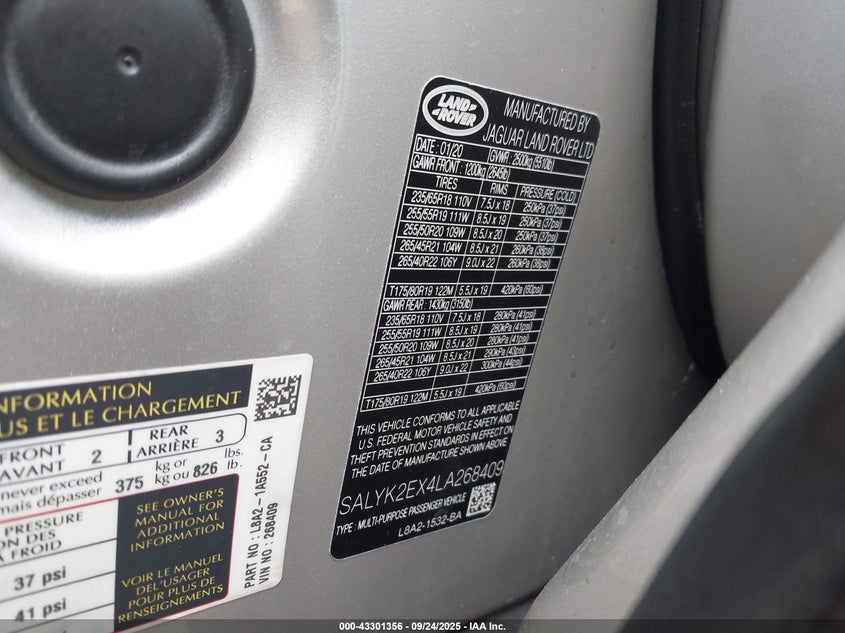 LAND
ROVER
MANUFACTURED BY
JAGUAR LAND ROVER LTD
DATE: 01/20 GVWR: 2500kg (5510lb)
GAWR FRONT: 1200kg (2645lb)
TIRES RIMS PRESSURE (COLD)
235/65R18 110V 7.5J x 18 250kPa (37psi)
255/55R19 111W 8.5J x 19 250kPa (37psi)
255/50R20 109W 8.5J x 20 250kPa (37psi)
265/45R21 104W 8.5J x 21 260kPa (38psi)
265/40R22 106Y 9.0J x 22 260kPa (38psi)
T175/80R19 122M 5.5J x 19 420kPa (60psi)
GAWR REAR: 1430kg (3150lb)
235/65R18 110V 7.5J x 18 280kPa (41psi)
255/55R19 111W 8.5J x 19 280kPa (41psi)
255/50R20 109W 8.5J x 20 280kPa (41psi)
265/45R21 104W 8.5J x 21 290kPa (43psi)
265/40R22 106Y 9.0J x 22 300kPa (44psi)
T175/80R19 122M 5.5J x 19 420kPa (60psi)
THIS VEHICLE CONFORMS TO ALL APPLICABLE
U.S. FEDERAL MOTOR VEHICLE SAFETY AND
THEFT PREVENTION STANDARDS IN EFFECT ON
THE DATE OF MANUFACTURE SHOWN ABOVE
SALYK2EX4LA268409
TYPE: MULTI-PURPOSE PASSENGER VEHICLE
L8A2-1532-BA
INFORMATION
US ET LE CHARGEMENT
FRONT 2 REAR 3
AVANT ARRIÈRE
never exceed 375 kg or 826 lbs.
mais dépasser kg ou lb.
PRESSURE
ON DES
FROID
37 psi
41 psi
SEE OWNER'S
MANUAL FOR
ADDITIONAL
INFORMATION
VOIR LE MANUEL
DE L'USAGER
POUR PLUS DE
RENSEIGNEMENTS
PART NO: L8A2-1A552-CA
VIN NO: 268409
000-43301356 - 09/24/2025 - IAA Inc.